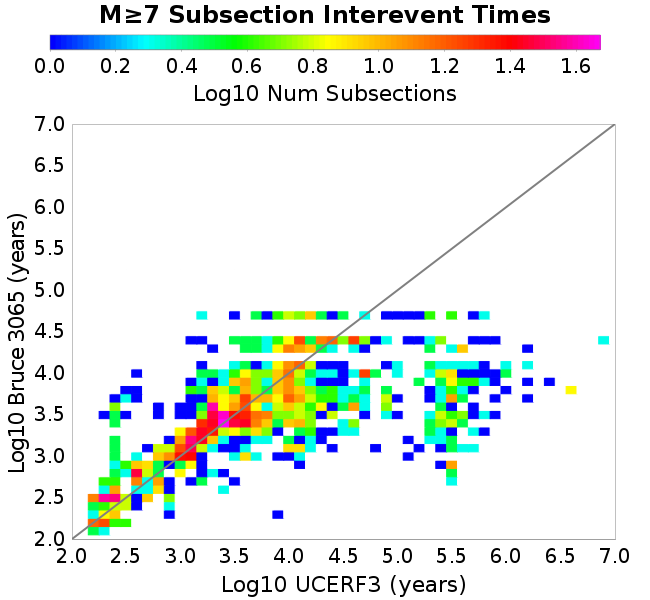 M≥7 Subsection Interevent Times
0.0 0.2 0.4 0.6 0.8 1.0 1.2 1.4 1.6
Log10 Num Subsections
Log10 Bruce 3065 (years)
7.0
6.5
6.0
5.5
5.0
4.5
4.0
3.5
3.0
2.5
2.0
2.0 2.5 3.0 3.5 4.0 4.5 5.0 5.5 6.0 6.5 7.0
Log10 UCERF3 (years)